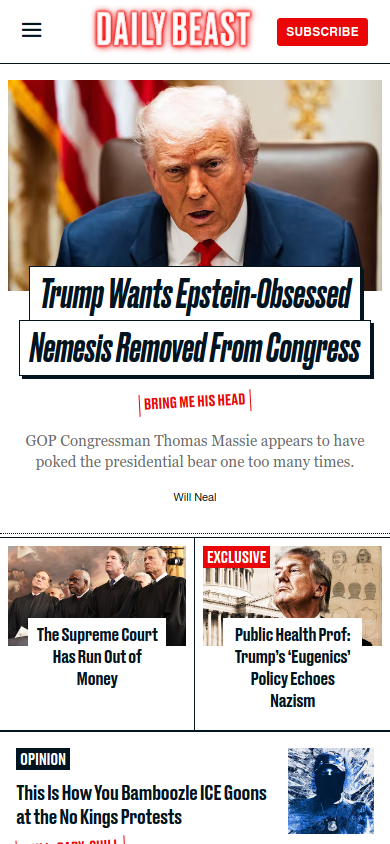 DAILY BEAST
SUBSCRIBE
Trump Wants Epstein-Obsessed
Nemesis Removed From Congress
BRING ME HIS HEAD
GOP Congressman Thomas Massie appears to have
poked the presidential bear one too many times.
Will Neal
The Supreme Court
Has Run Out of
Money
EXCLUSIVE
Public Health Prof:
Trump’s ‘Eugenics’
Policy Echoes
Nazism
OPINION
This Is How You Bamboozle ICE Goons
at the No Kings Protests